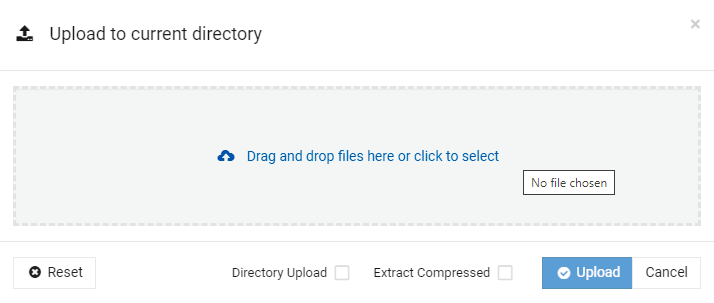 Upload to current directory
Drag and drop files here or click to select
No file chosen
Reset
Directory Upload
Extract Compressed
Upload
Cancel